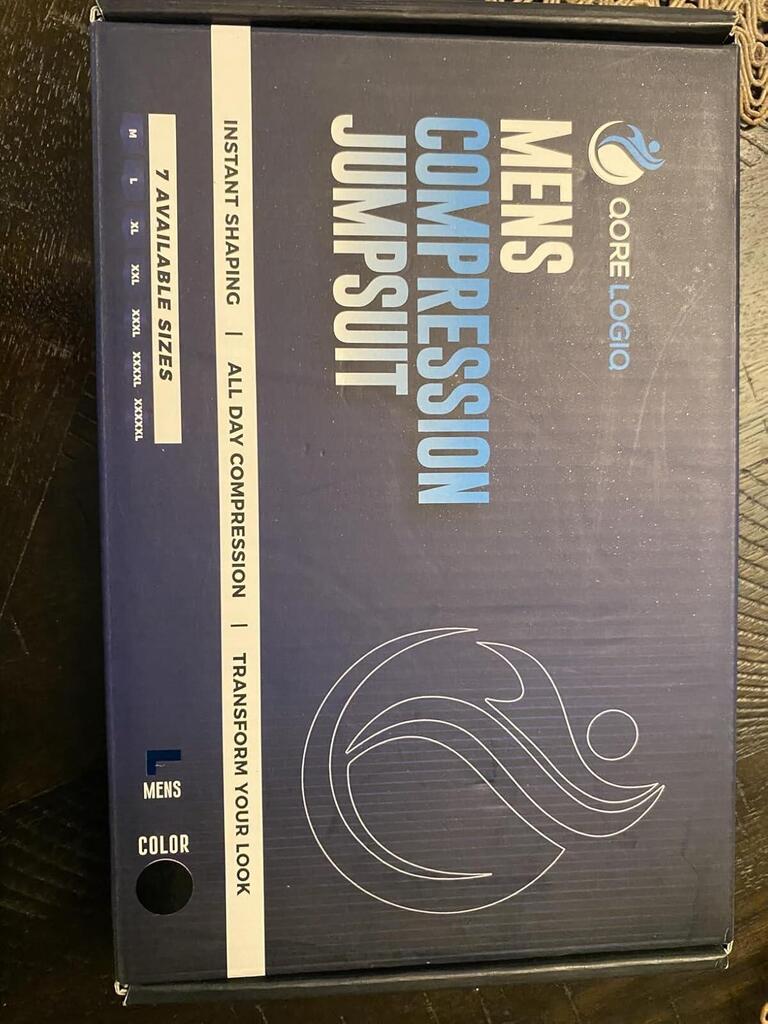 QORE LOGIQ
MENS
COMPRESSION
JUMPSUIT
INSTANT SHAPING | ALL DAY COMPRESSION | TRANSFORM YOUR LOOK
7 AVAILABLE SIZES
M L XL XXL XXXL XXXXL XXXXXL
L
MENS
COLOR